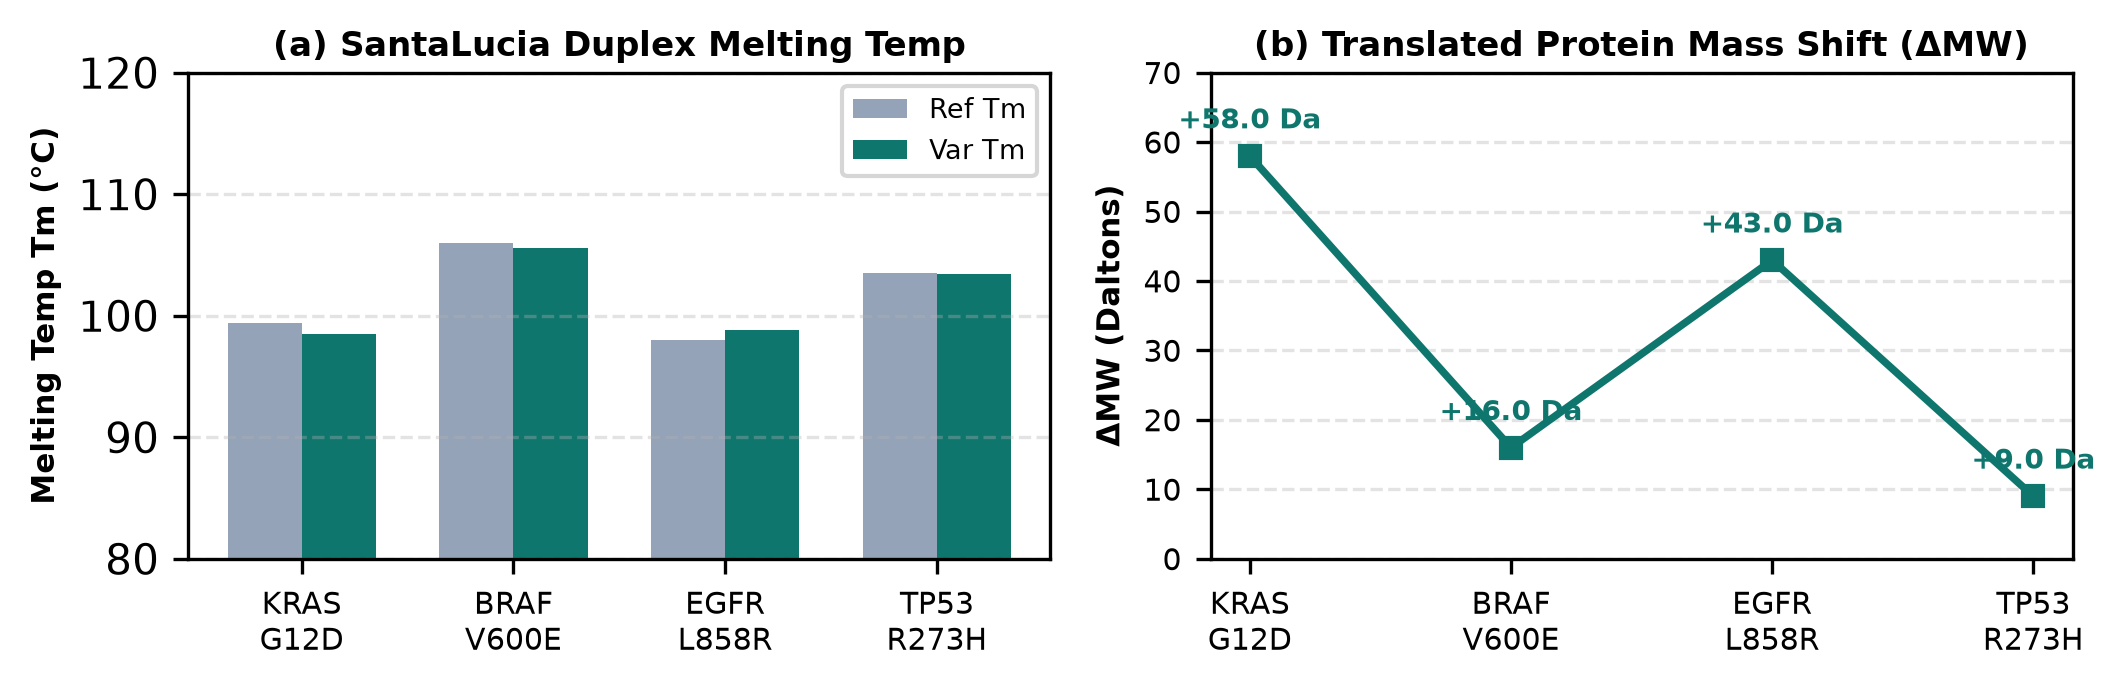 (a) SantaLucia Duplex Melting Temp
Melting Temp Tm (°C)
120
110
100
90
80
Ref Tm
Var Tm
KRAS
G12D
BRAF
V600E
EGFR
L858R
TP53
R273H
(b) Translated Protein Mass Shift (ΔMW)
ΔMW (Daltons)
70
60
50
40
30
20
10
0
+58.0 Da
+16.0 Da
+43.0 Da
+9.0 Da
KRAS
G12D
BRAF
V600E
EGFR
L858R
TP53
R273H